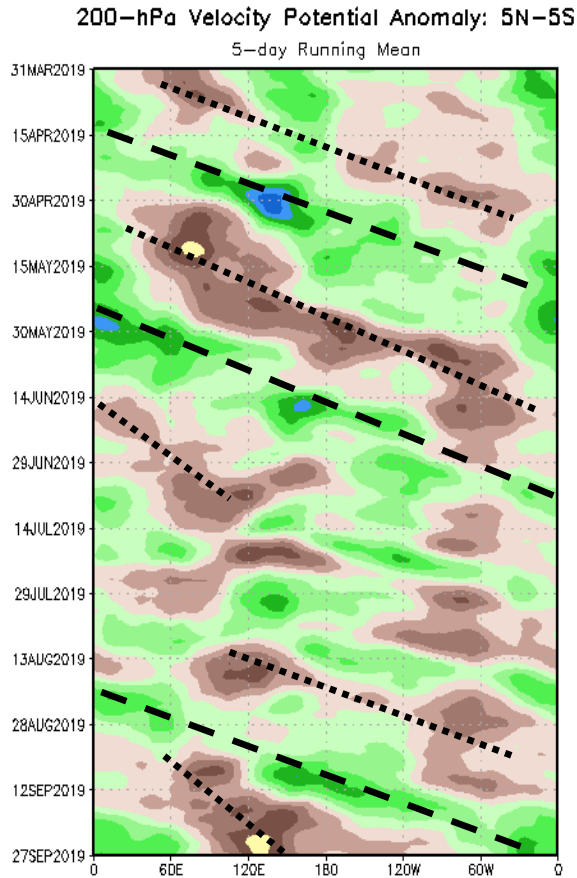 200-hPa Velocity Potential Anomaly: 5N-5S
5-day Running Mean
31MAR2019
15APR2019
30APR2019
15MAY2019
30MAY2019
14JUN2019
29JUN2019
14JUL2019
29JUL2019
13AUG2019
28AUG2019
12SEP2019
27SEP2019
0 60E 120E 180 120W 60W 0